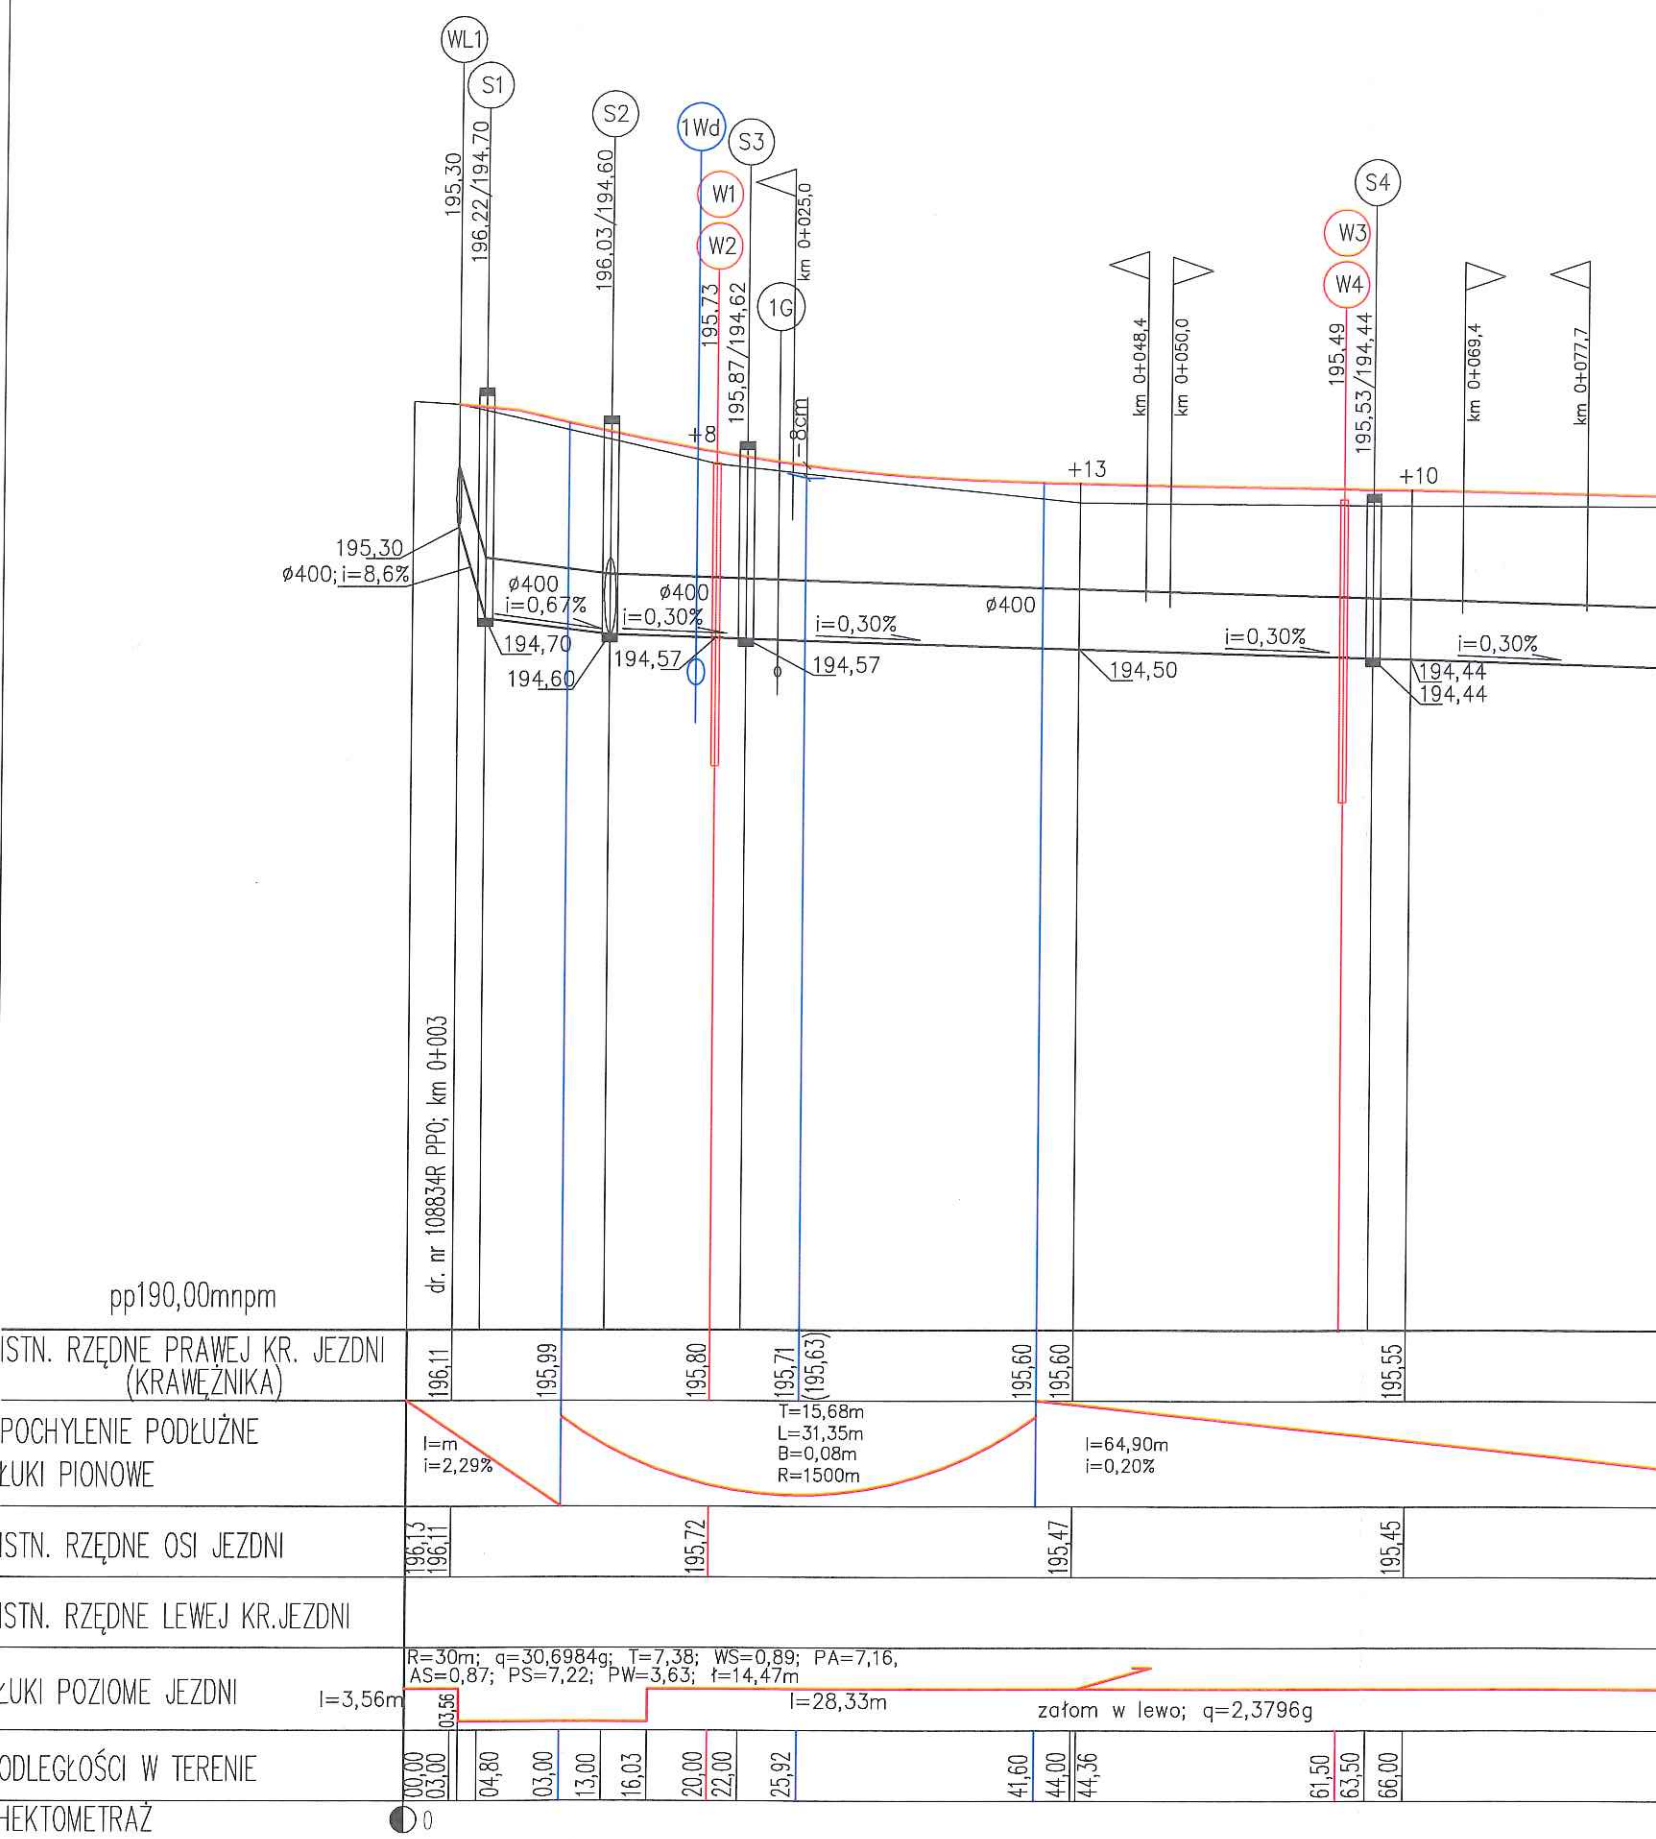 WL1
S1
S2
1Wd
S3
W1
W2
1G
S4
W3
W4
195,30
196,22/194,70
196,03/194,60
195,73
195,87/194,62
km 0+025,0
km 0+048,4
km 0+050,0
195,49
195,53/194,44
km 0+069,4
km 0+077,7
+8
-8cm
+13
+10
195,30
ø400; i=8,6%
ø400
i=0,67%
194,70
194,60
ø400
i=0,30%
194,57
i=0,30%
194,57
ø400
194,50
i=0,30%
194,44
194,44
i=0,30%
dr. nr 108834R PPO; km 0+003
pp190,00mnpm
ISTN. RZĘDNE PRAWEJ KR. JEZDNI
(KRAWĘŻNIKA)
196,11
195,99
195,80
195,71
(195,63)
195,60
195,60
195,55
POCHYLENIE PODŁUŻNE
ŁUKI PIONOWE
l=m
i=2,29%
T=15,68m
L=31,35m
B=0,08m
R=1500m
l=64,90m
i=0,20%
ISTN. RZĘDNE OSI JEZDNI
196,13
196,11
195,72
195,47
195,45
ISTN. RZĘDNE LEWEJ KR.JEZDNI
ŁUKI POZIOME JEZDNI
R=30m; q=30,6984g; T=7,38; WS=0,89; PA=7,16,
AS=0,87; PS=7,22; PW=3,63; ł=14,47m
l=3,56m
03,56
l=28,33m
załom w lewo; q=2,3796g
ODLEGŁOŚCI W TERENIE
00,00
03,00
04,80
03,00
13,00
16,03
20,00
22,00
25,92
41,60
44,00
44,36
61,50
63,50
66,00
HEKTOMETRAŻ
0